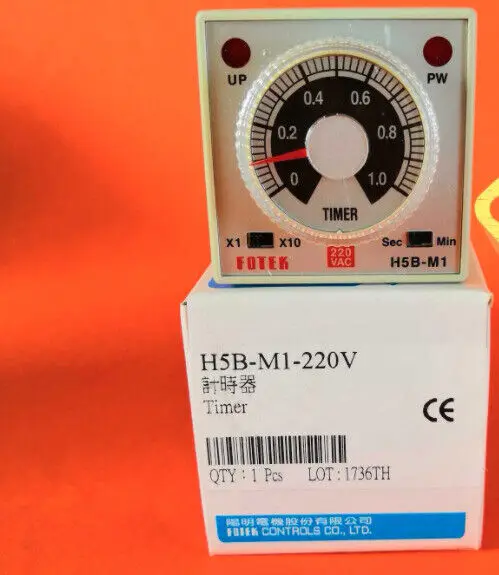 UP
PW
0 0.2 0.4 0.6 0.8 1.0
TIMER
X1 X10
Sec Min
FOTEK
220
VAC
H5B-M1
H5B-M1-220V
計時器
Timer
CE
QTY : 1 Pcs LOT : 1736TH
陽明電機股份有限公司
FOTEK CONTROLS CO., LTD.